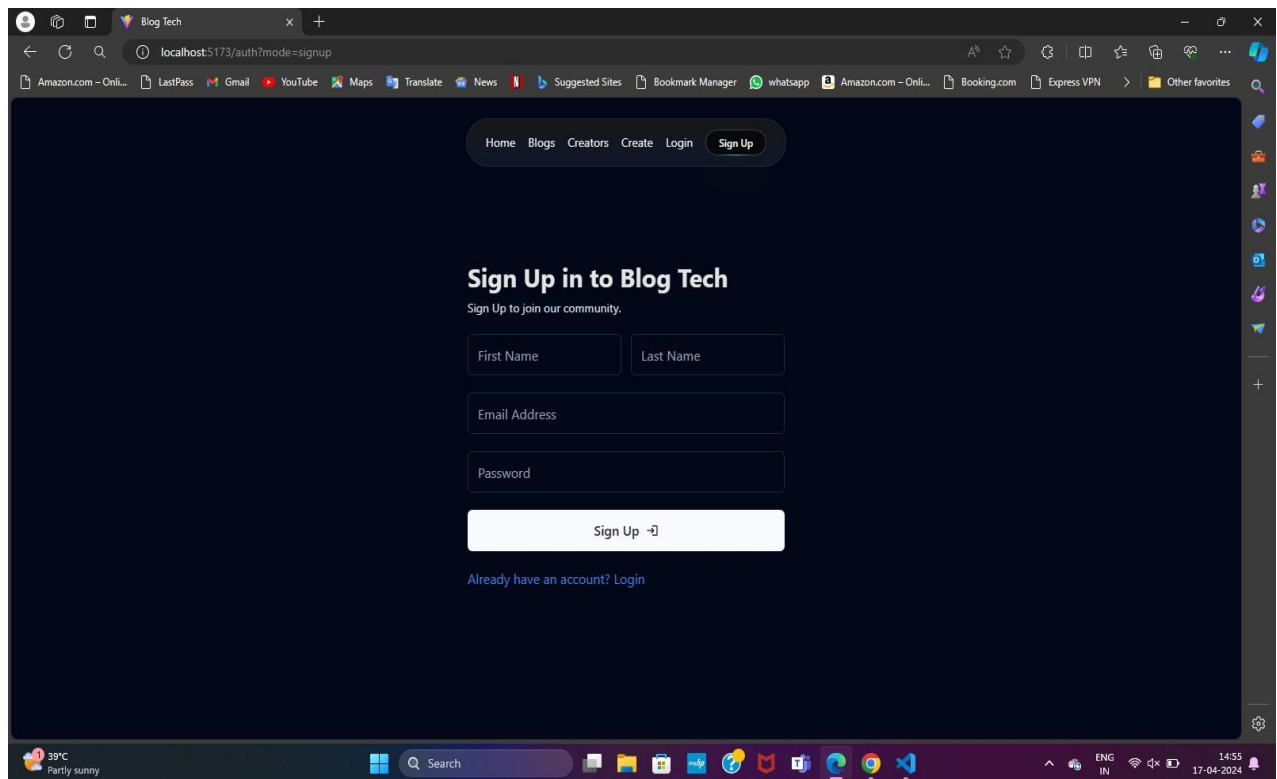 Blog Tech
localhost:5173/auth?mode=signup
Amazon.com – Onli... LastPass Gmail YouTube Maps Translate News Suggested Sites Bookmark Manager whatsapp Amazon.com – Onli... Booking.com Express VPN Other favorites
Home Blogs Creators Create Login Sign Up
Sign Up in to Blog Tech
Sign Up to join our community.
First Name Last Name
Email Address
Password
Sign Up
Already have an account? Login
1 39°C
Partly sunny
Search
myhp
ENG
IN
14:55
17-04-2024